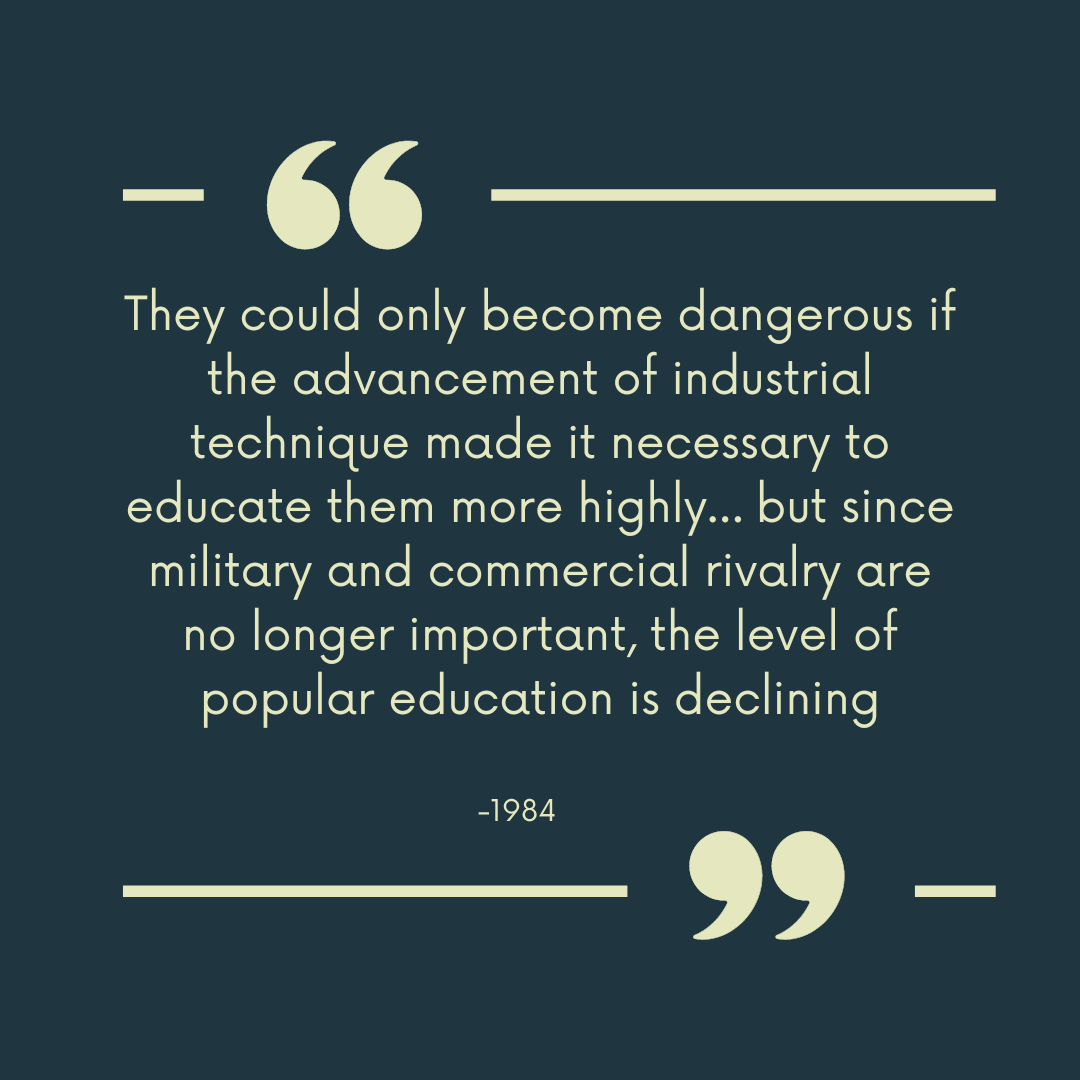 “
They could only become dangerous if
the advancement of industrial
technique made it necessary to
educate them more highly... but since
military and commercial rivalry are
no longer important, the level of
popular education is declining
-1984
”